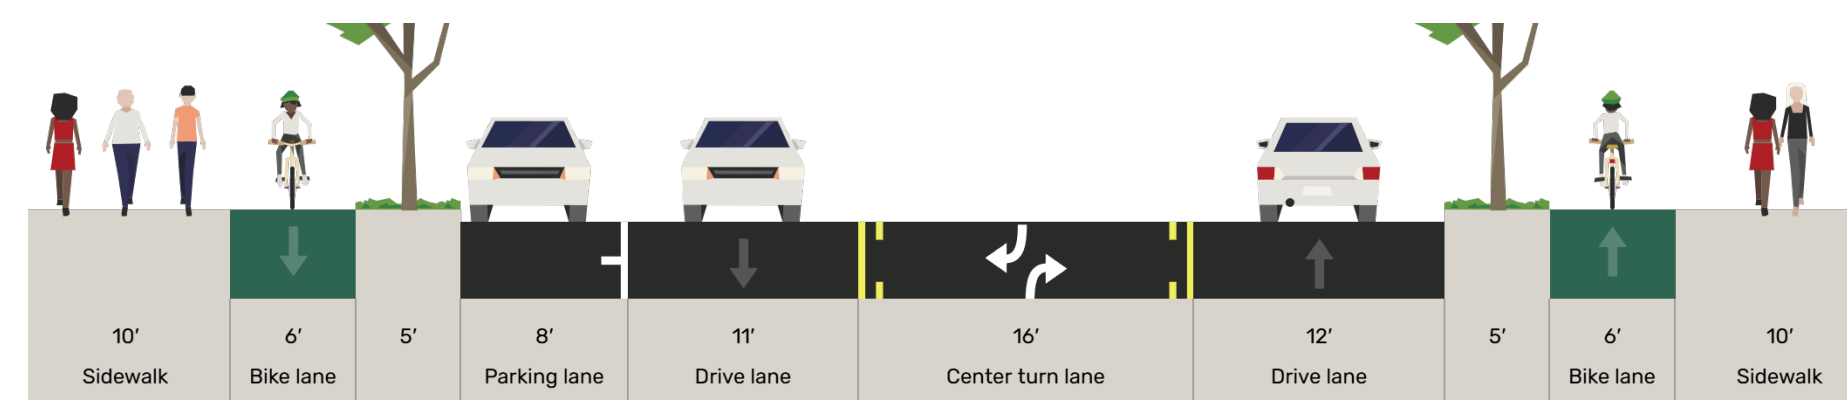 10′ 6′ 5′ 8′ 11′ 16′ 12′ 5′ 6′ 10′
Sidewalk Bike lane Parking lane Drive lane Center turn lane Drive lane Bike lane Sidewalk